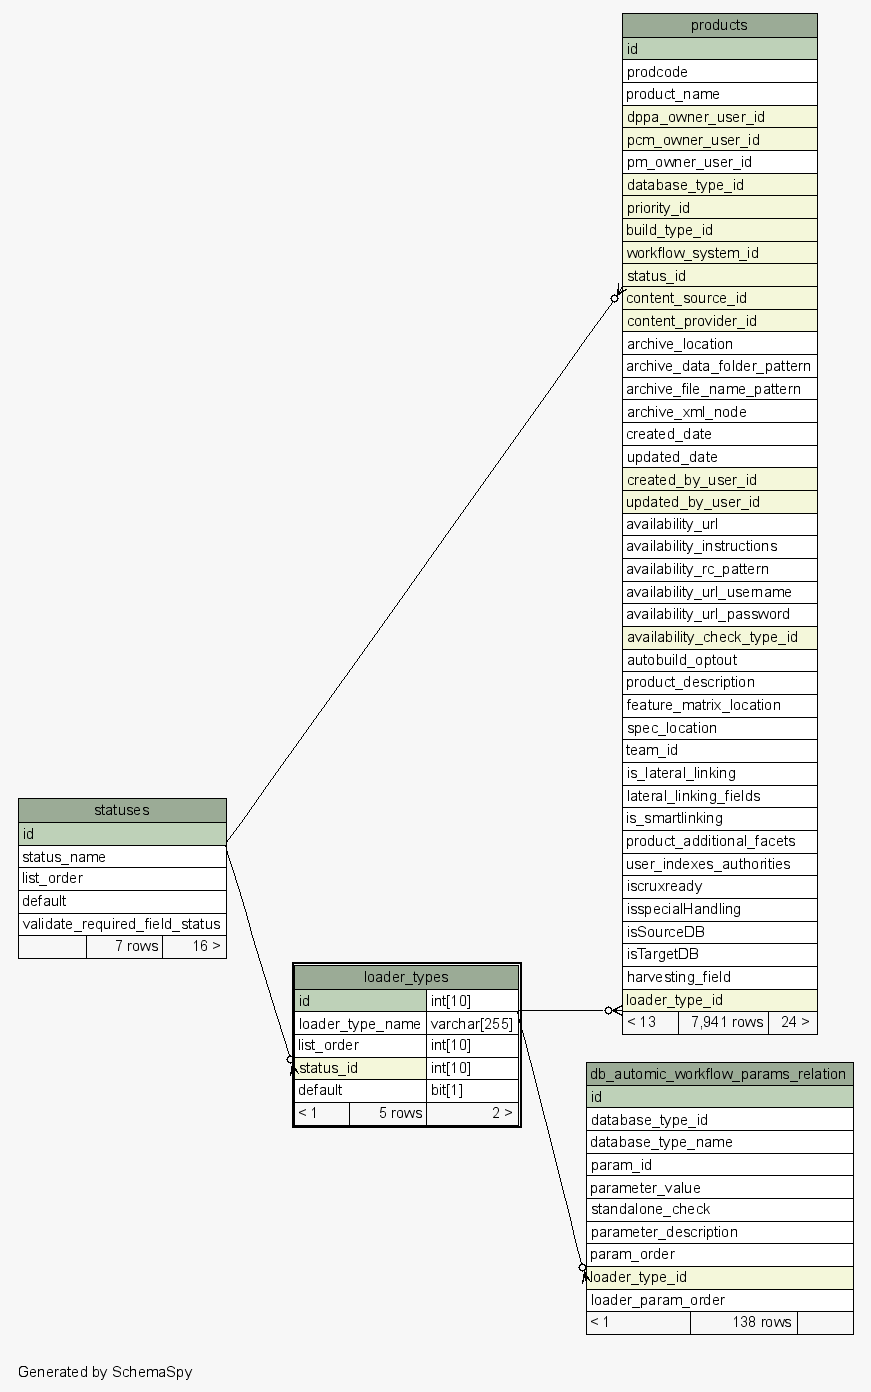 products
id
prodcode
product_name
dppa_owner_user_id
pcm_owner_user_id
pm_owner_user_id
database_type_id
priority_id
build_type_id
workflow_system_id
status_id
content_source_id
content_provider_id
archive_location
archive_data_folder_pattern
archive_file_name_pattern
archive_xml_node
created_date
updated_date
created_by_user_id
updated_by_user_id
availability_url
availability_instructions
availability_rc_pattern
availability_url_username
availability_url_password
availability_check_type_id
autobuild_optout
product_description
feature_matrix_location
spec_location
team_id
is_lateral_linking
lateral_linking_fields
is_smartlinking
product_additional_facets
user_indexes_authorities
iscruxready
isspecialHandling
isSourceDB
isTargetDB
harvesting_field
loader_type_id
< 13 7,941 rows 24 >
statuses
id
status_name
list_order
default
validate_required_field_status
7 rows 16 >
loader_types
id int[10]
loader_type_name varchar[255]
list_order int[10]
status_id int[10]
default bit[1]
< 1 5 rows 2 >
db_automic_workflow_params_relation
id
database_type_id
database_type_name
param_id
parameter_value
standalone_check
parameter_description
param_order
loader_type_id
loader_param_order
< 1 138 rows
Generated by SchemaSpy